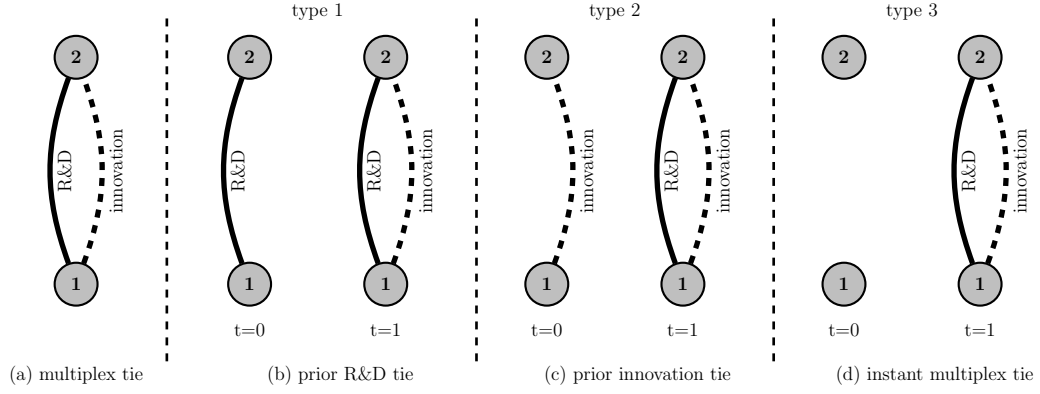 type 1
type 2
type 3
2
R&D
innovation
1
2
R&D
1
t=0
2
R&D
innovation
1
t=1
2
innovation
1
t=0
2
R&D
innovation
1
t=1
2
1
t=0
2
R&D
innovation
1
t=1
(a) multiplex tie
(b) prior R&D tie
(c) prior innovation tie
(d) instant multiplex tie